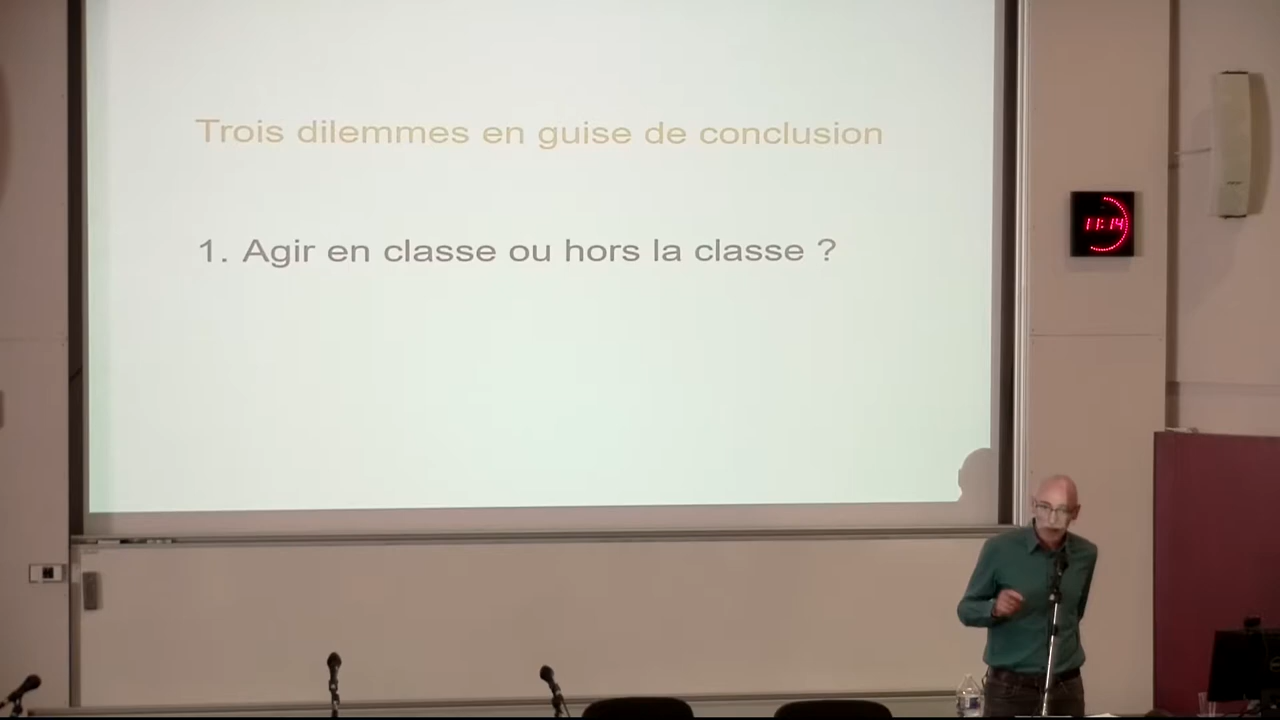 Trois dilemmes en guise de conclusion
1. Agir en classe ou hors la classe ?
11:14